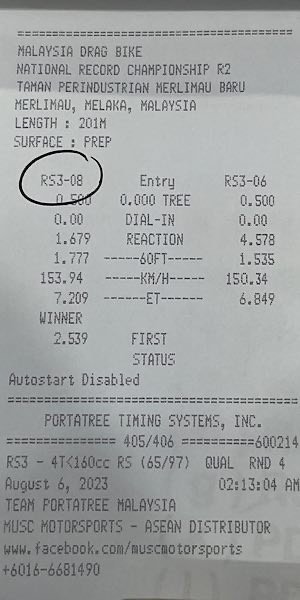 MALAYSIA DRAG BIKE
NATIONAL RECORD CHAMPIONSHIP R2
TAMAN PERINDUSTRIAN MERLIMAU BARU
MERLIMAU, MELAKA, MALAYSIA
LENGTH : 201M
SURFACE : PREP
RS3-08 Entry RS3-06
0.500 0.000 TREE 0.500
0.00 DIAL-IN 0.00
1.679 REACTION 4.578
1.777 -----60FT----- 1.535
153.94 ------KM/H------ 150.34
7.209 ------ET------ 6.849
WINNER
2.539 FIRST
STATUS
Autostart Disabled
PORTATREE TIMING SYSTEMS, INC.
=============== 405/406 ==========600214
RS3 - 4T<160cc RS (65/97) QUAL RND 4
August 6, 2023 02:13:04 AM
TEAM PORTATREE MALAYSIA
MUSC MOTORSPORTS - ASEAN DISTRIBUTOR
www.facebook.com/muscmotorsports
+6016-6681490